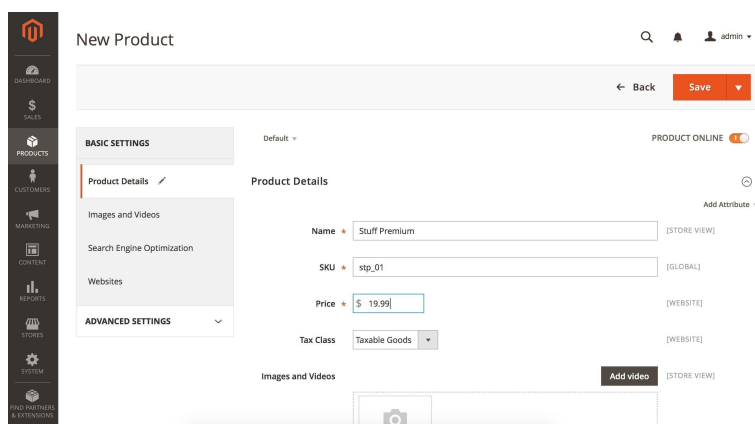 New Product
admin
DASHBOARD
SALES
PRODUCTS
CUSTOMERS
MARKETING
CONTENT
REPORTS
STORES
SYSTEM
FIND PARTNERS
& EXTENSIONS
← Back
Save
BASIC SETTINGS
Product Details
Images and Videos
Search Engine Optimization
Websites
ADVANCED SETTINGS
Default
PRODUCT ONLINE
Product Details
Add Attribute
Name * Stuff Premium [STORE VIEW]
SKU * stp_01 [GLOBAL]
Price * $ 19.99 [WEBSITE]
Tax Class Taxable Goods [WEBSITE]
Images and Videos Add video [STORE VIEW]